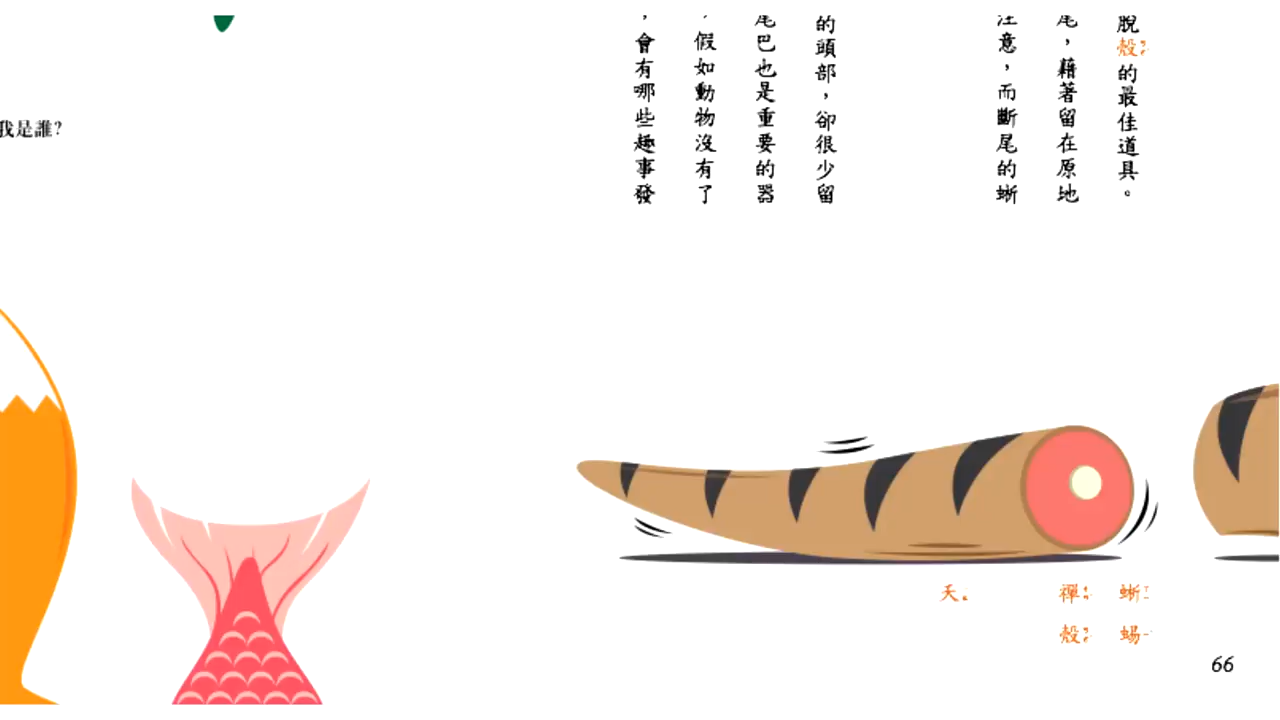 脫殼的最佳道具。
尾，藉著留在原地
注意，而斷尾的蜥
的頭部，卻很少留
尾巴也是重要的器
，假如動物沒有了
，會有哪些趣事發
我是誰?
蜥蜴
禪殼
天。
66